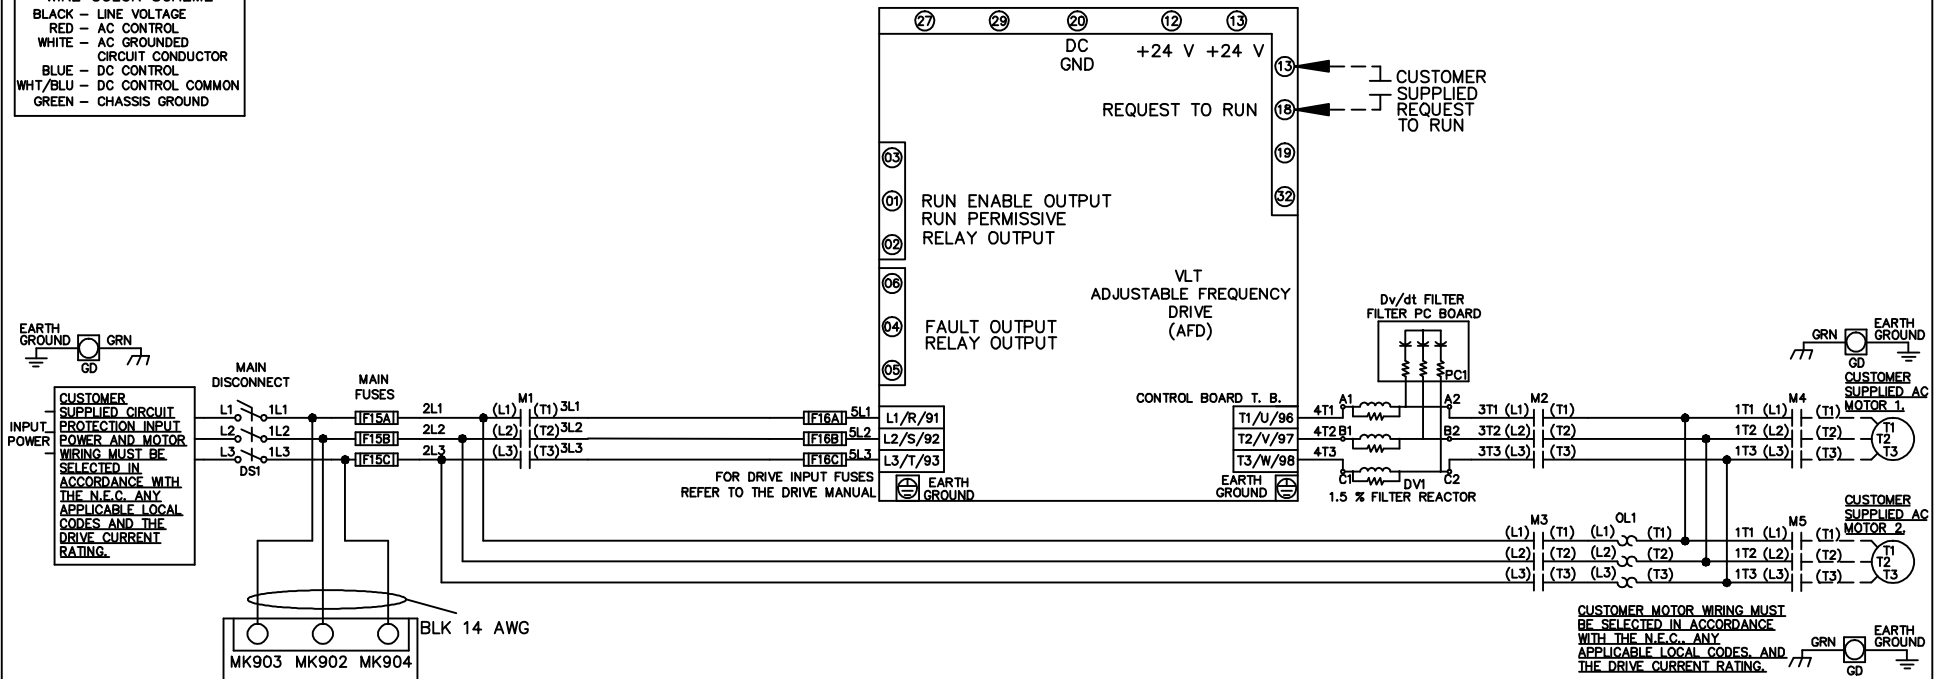 BLACK – LINE VOLTAGE
RED – AC CONTROL
WHITE – AC GROUNDED
CIRCUIT CONDUCTOR
BLUE – DC CONTROL
WHT/BLU – DC CONTROL COMMON
GREEN – CHASSIS GROUND
27 29 20 12 13
DC
GND
+24 V +24 V
13
18
19
32
REQUEST TO RUN
CUSTOMER
SUPPLIED
REQUEST
TO RUN
03
01
02
RUN ENABLE OUTPUT
RUN PERMISSIVE
RELAY OUTPUT
06
04
05
FAULT OUTPUT
RELAY OUTPUT
VLT
ADJUSTABLE FREQUENCY
DRIVE
(AFD)
Dv/dt FILTER
FILTER PC BOARD
PC1
EARTH
GROUND
GRN
GD
INPUT
POWER
CUSTOMER
SUPPLIED CIRCUIT
PROTECTION INPUT
POWER AND MOTOR
WIRING MUST BE
SELECTED IN
ACCORDANCE WITH
THE N.E.C. ANY
APPLICABLE LOCAL
CODES AND THE
DRIVE CURRENT
RATING.
MAIN
DISCONNECT
L1 1L1
L2 1L2
L3 1L3
DS1
MAIN
FUSES
F15A
F15B
F15C
2L1
2L2
2L3
M1
(L1) (T1) 3L1
(L2) (T2) 3L2
(L3) (T3) 3L3
F16A 5L1
F16B 5L2
F16C 5L3
FOR DRIVE INPUT FUSES
REFER TO THE DRIVE MANUAL
L1/R/91
L2/S/92
L3/T/93
EARTH
GROUND
CONTROL BOARD T. B.
T1/U/96
T2/V/97
T3/W/98
EARTH
GROUND
4T1 A1 A2
4T2 B1 B2
4T3
C1 DV1 C2
1.5 % FILTER REACTOR
M2
3T1 (L1) (T1)
3T2 (L2) (T2)
3T3 (L3) (T3)
M4
1T1 (L1) (T1)
1T2 (L2) (T2)
1T3 (L3) (T3)
GRN
GD
EARTH
GROUND
CUSTOMER
SUPPLIED AC
MOTOR 1.
T1
T2
T3
M3 OL1
(L1) (T1) (L1) (T1)
(L2) (T2) (L2) (T2)
(L3) (T3) (L3) (T3)
M5
1T1 (L1) (T1)
1T2 (L2) (T2)
1T3 (L3) (T3)
CUSTOMER
SUPPLIED AC
MOTOR 2.
T1
T2
T3
BLK 14 AWG
MK903 MK902 MK904
CUSTOMER MOTOR WIRING MUST
BE SELECTED IN ACCORDANCE
WITH THE N.E.C., ANY
APPLICABLE LOCAL CODES, AND
THE DRIVE CURRENT RATING.
GRN
GD
EARTH
GROUND